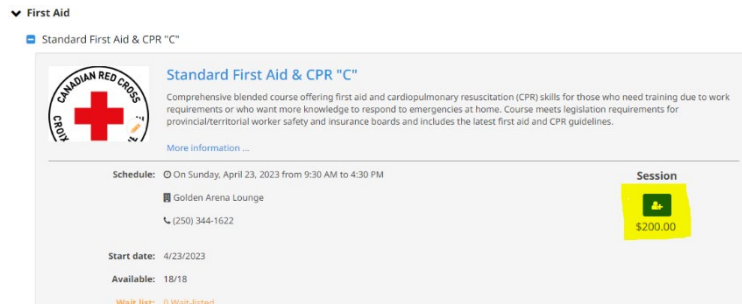 First Aid
Standard First Aid & CPR "C"
CANADIAN RED CROSS
CROIX
Standard First Aid & CPR "C"
Comprehensive blended course offering first aid and cardiopulmonary resuscitation (CPR) skills for those who need training due to work
requirements or who want more knowledge to respond to emergencies at home. Course meets legislation requirements for
provincial/territorial worker safety and insurance boards and includes the latest first aid and CPR guidelines.
More information ...
Schedule: On Sunday, April 23, 2023 from 9:30 AM to 4:30 PM
Session
Golden Arena Lounge
(250) 344-1622
$200.00
Start date: 4/23/2023
Available: 18/18
Wait list: 0 Wait-listed